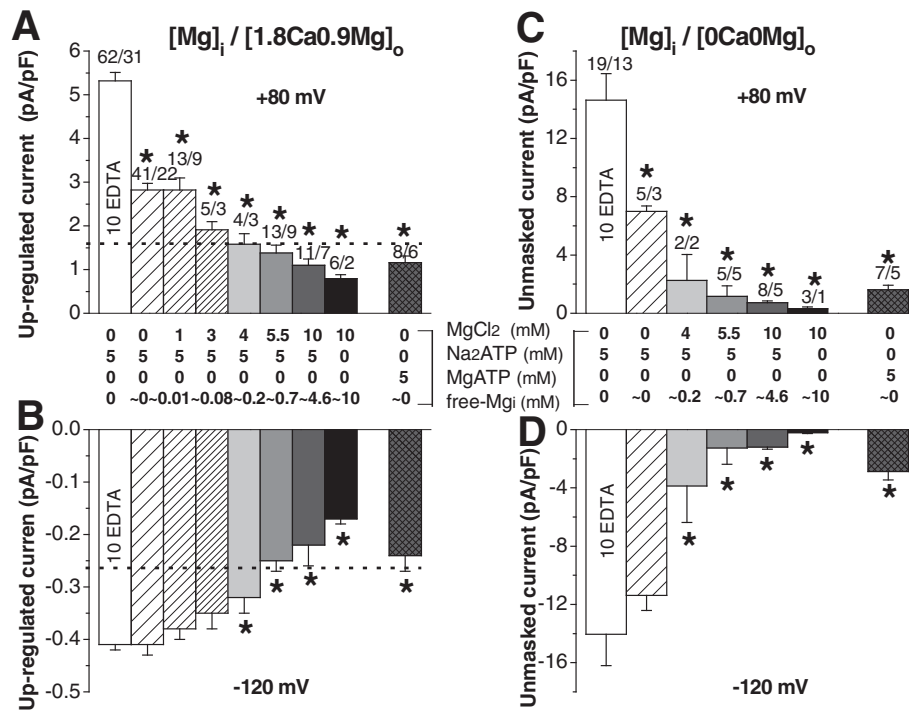 A
[Mg]i / [1.8Ca0.9Mg]o
+80 mV
Up-regulated current (pA/pF)
6
5
4
3
2
1
0
62/31
41/22
13/9
5/3
4/3
13/9
11/7
6/2
8/6
10 EDTA
*
*
*
*
*
*
*
*
C
[Mg]i / [0Ca0Mg]o
+80 mV
Unmasked current (pA/pF)
16
12
8
4
0
19/13
5/3
2/2
5/5
8/5
3/1
7/5
10 EDTA
*
*
*
*
*
*
0 0 1 3 4 5.5 10 10 0 MgCl2 (mM) 0 0 4 5.5 10 10 0
5 5 5 5 5 5 5 0 0 Na2ATP (mM) 5 5 5 5 5 0 0
0 0 0 0 0 0 0 0 5 MgATP (mM) 0 0 0 0 0 0 5
0 ~0 ~0.01 ~0.08 ~0.2 ~0.7 ~4.6 ~10 ~0 free-Mgi (mM) 0 ~0 ~0.2 ~0.7 ~4.6 ~10 ~0
B
Up-regulated curren (pA/pF)
0.0
-0.1
-0.2
-0.3
-0.4
-0.5
10 EDTA
*
*
*
*
*
-120 mV
D
Unmasked current (pA/pF)
0
-4
-8
-12
-16
10 EDTA
*
*
*
*
*
-120 mV